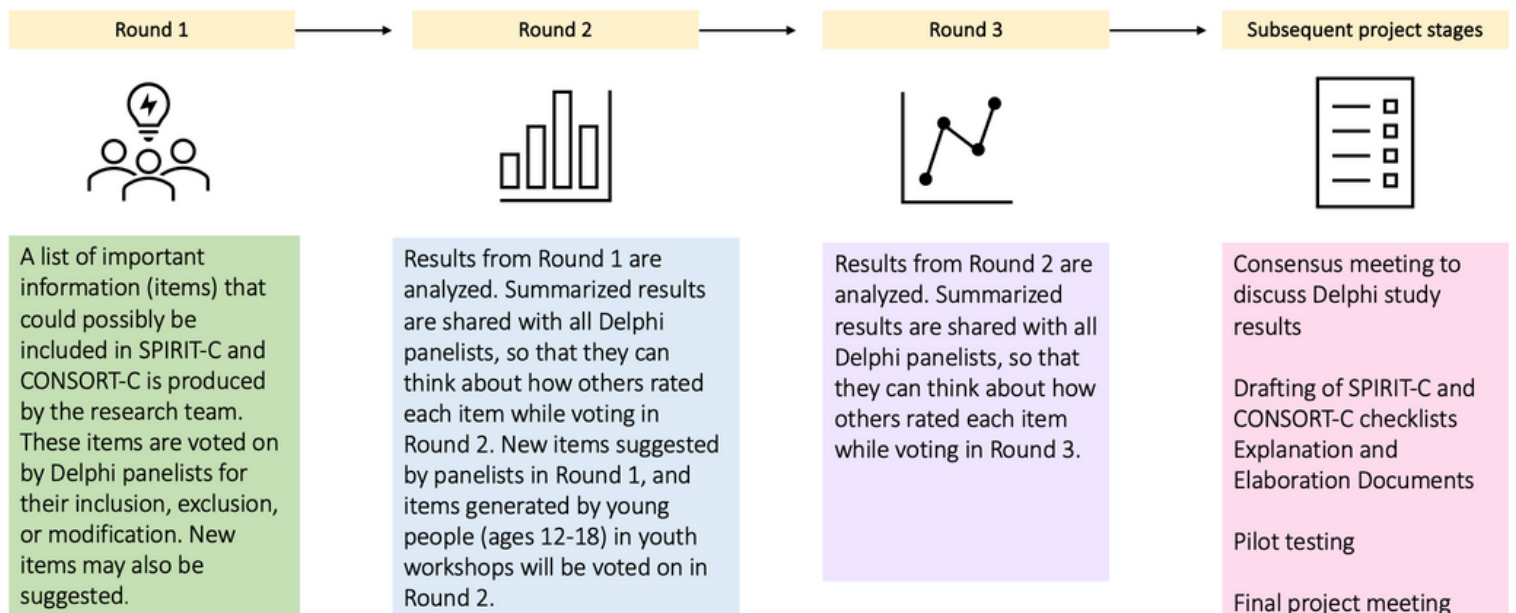 Round 1
Round 2
Round 3
Subsequent project stages
A list of important
information (items) that
could possibly be
included in SPIRIT-C and
CONSORT-C is produced
by the research team.
These items are voted on
by Delphi panelists for
their inclusion, exclusion,
or modification. New
items may also be
suggested.
Results from Round 1 are
analyzed. Summarized results
are shared with all Delphi
panelists, so that they can
think about how others rated
each item while voting in
Round 2. New items suggested
by panelists in Round 1, and
items generated by young
people (ages 12-18) in youth
workshops will be voted on in
Round 2.
Results from Round 2 are
analyzed. Summarized
results are shared with all
Delphi panelists, so that
they can think about how
others rated each item
while voting in Round 3.
Consensus meeting to
discuss Delphi study
results
Drafting of SPIRIT-C and
CONSORT-C checklists
Explanation and
Elaboration Documents
Pilot testing
Final project meeting